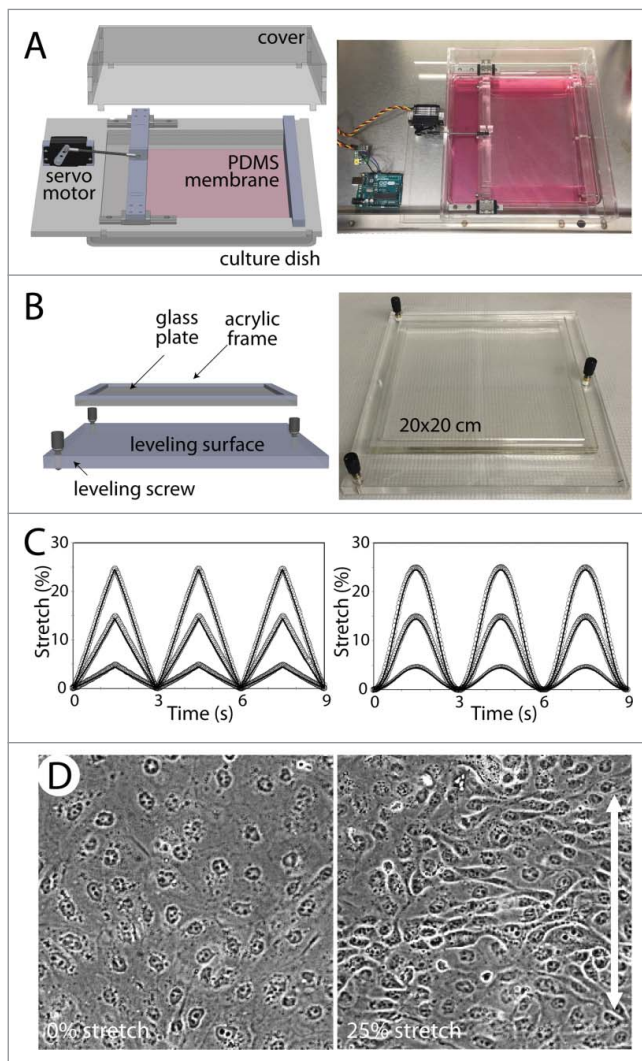 A
cover
servo
motor
PDMS
membrane
culture dish
B
glass
plate
acrylic
frame
leveling surface
leveling screw
20x20 cm
C
30
20
10
0
Stretch (%)
0
3
6
9
Time (s)
30
20
10
0
Stretch (%)
0
3
6
9
Time (s)
D
0% stretch
25% stretch